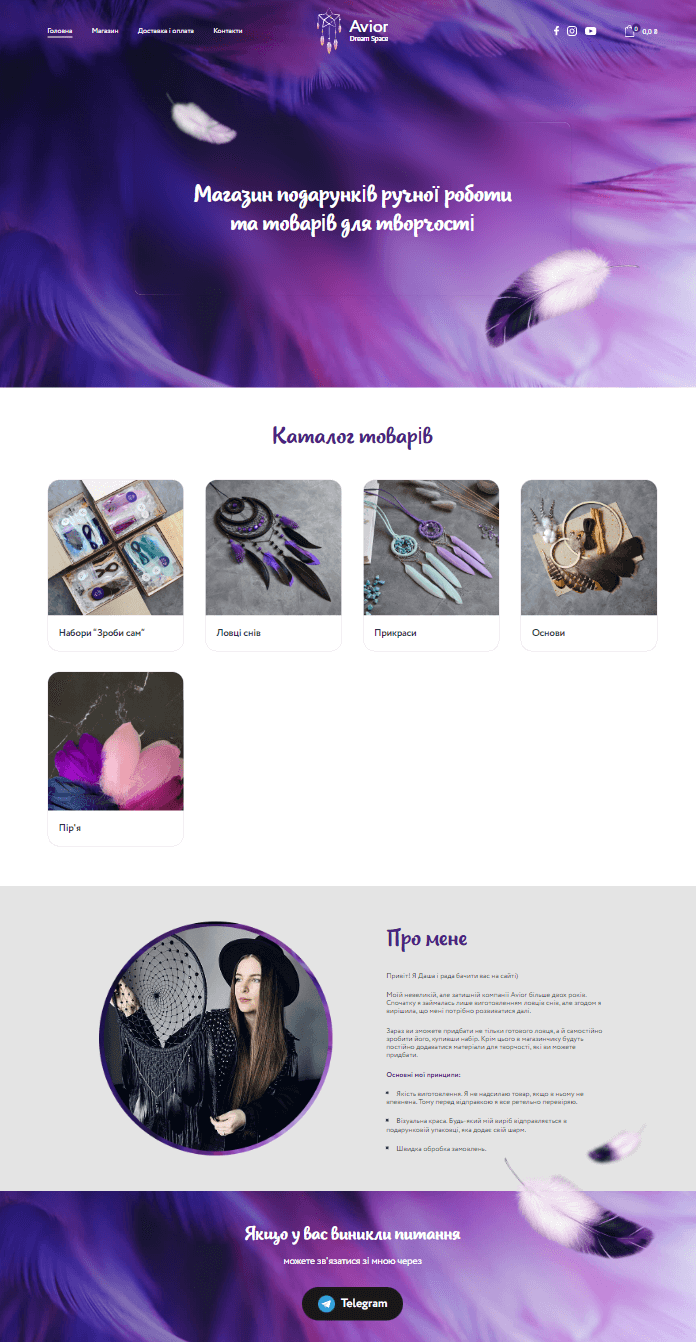 Головна Магазин Доставка і оплата Контакти
Avior
Dream Space
0
0,0 ₴
Магазин подарунків ручної роботи
та товарів для творчості
Каталог товарів
Набори "Зроби сам"
Ловці снів
Прикраси
Основи
Пір'я
Про мене
Привіт! Я Даша і рада бачити вас на сайті)
Моїй невеликій, але затишній компанії Avior більше двох років.
Спочатку я займалась лише виготовленням ловців снів, але згодом я
вирішила, що мені потрібно розвиватися далі.
Зараз ви зможете придбати не тільки готового ловця, а й самостійно
зробити його, купивши набір. Крім цього в магазинчику будуть
постійно додаватися матеріали для творчості, які ви можете
придбати.
Основні мої принципи:
Якість виготовлення. Я не надсилаю товар, якщо в ньому не
впевнена. Тому перед відправкою я все ретельно перевіряю.
Візуальна краса. Будь-який мій виріб відправляється в
подарунковій упаковці, яка додає свій шарм.
Швидка обробка замовлень.
Якщо у вас виникли питання
можете зв'язатися зі мною через
Telegram